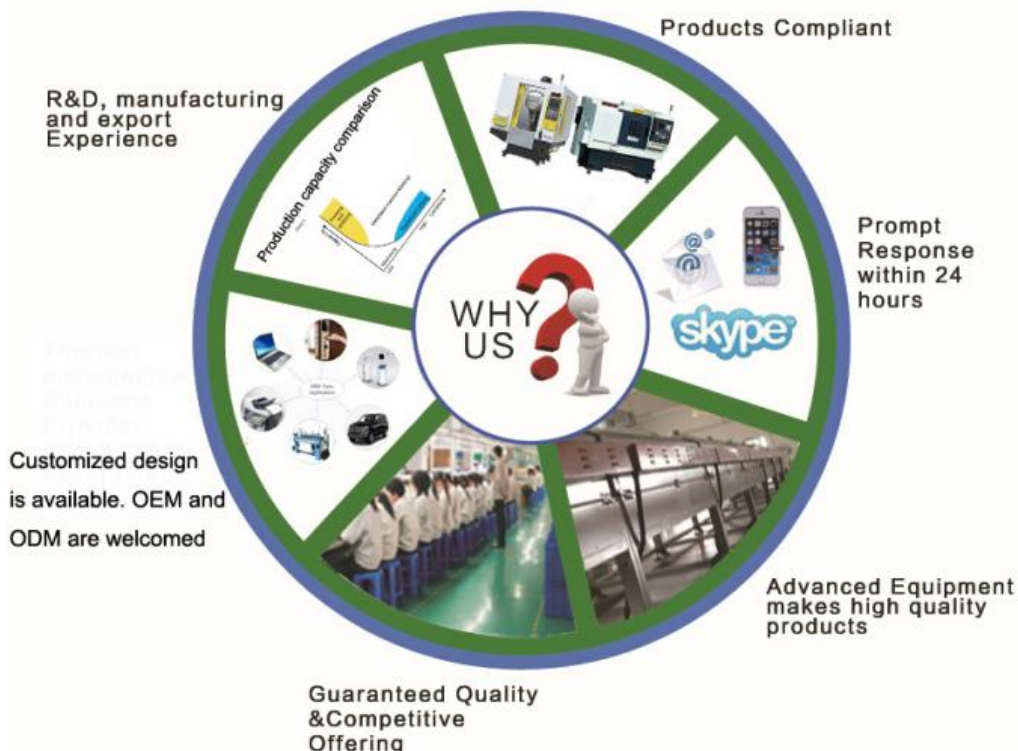 Products Compliant
R&D, manufacturing
and export
Experience
Production capacity comparison
Prompt
Response
within 24
hours
WHY
US
skype
Customized design
is available. OEM and
ODM are welcomed
Advanced Equipment
makes high quality
products
Guaranteed Quality
&Competitive
Offering